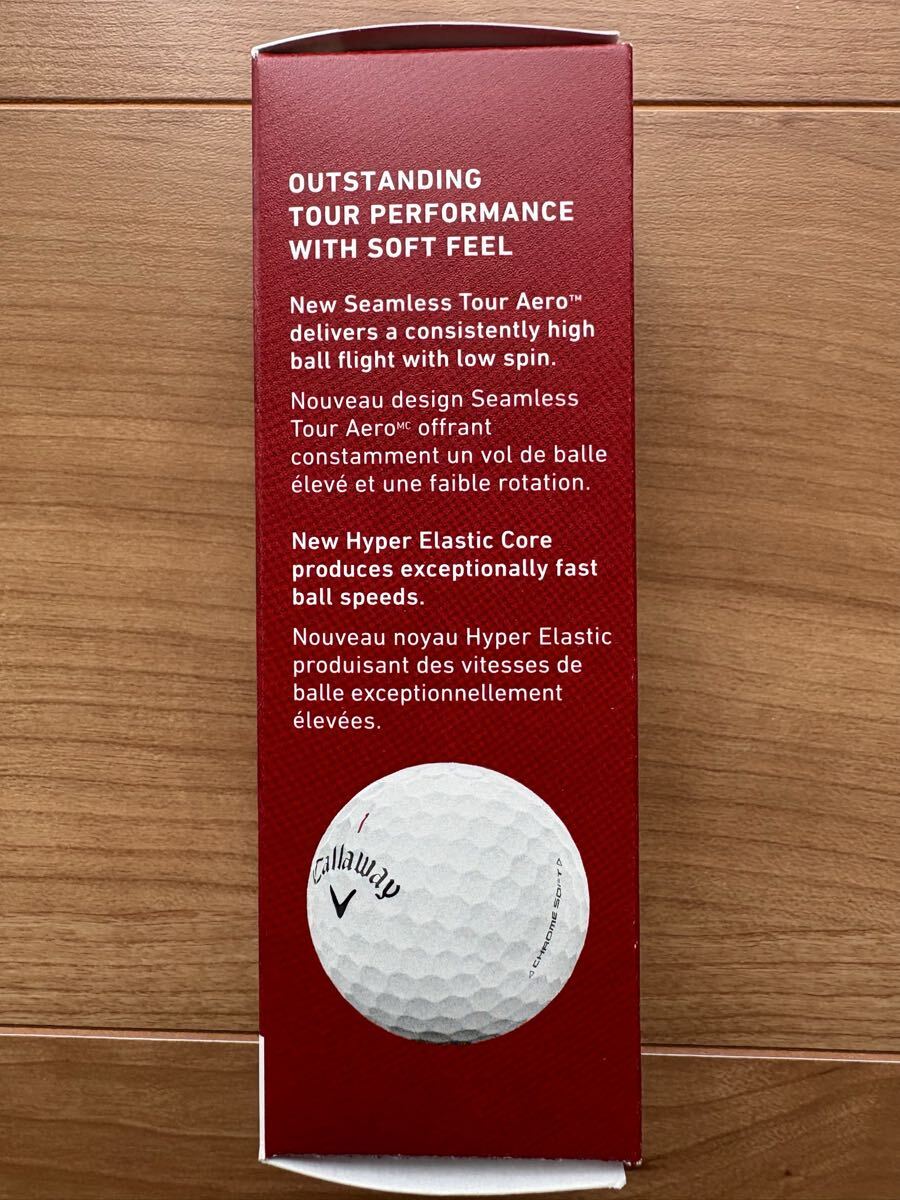 OUTSTANDING
TOUR PERFORMANCE
WITH SOFT FEEL
New Seamless Tour Aero™
delivers a consistently high
ball flight with low spin.
Nouveau design Seamless
Tour Aeroᴹᶜ offrant
constamment un vol de balle
élevé et une faible rotation.
New Hyper Elastic Core
produces exceptionally fast
ball speeds.
Nouveau noyau Hyper Elastic
produisant des vitesses de
balle exceptionnellement
élevées.
1
Callaway
CHROME SOFT